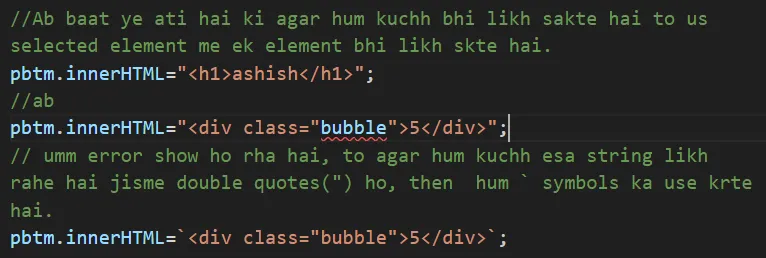 //Ab baat ye ati hai ki agar hum kuchh bhi likh sakte hai to us
selected element me ek element bhi likh skte hai.
pbtm.innerHTML="<h1>ashish</h1>";
//ab
pbtm.innerHTML="<div class="bubble">5</div>";
// umm error show ho rha hai, to agar hum kuchh esa string likh
rahe hai jisme double quotes(") ho, then  hum ` symbols ka use krte
hai.
pbtm.innerHTML=`<div class="bubble">5</div>`;